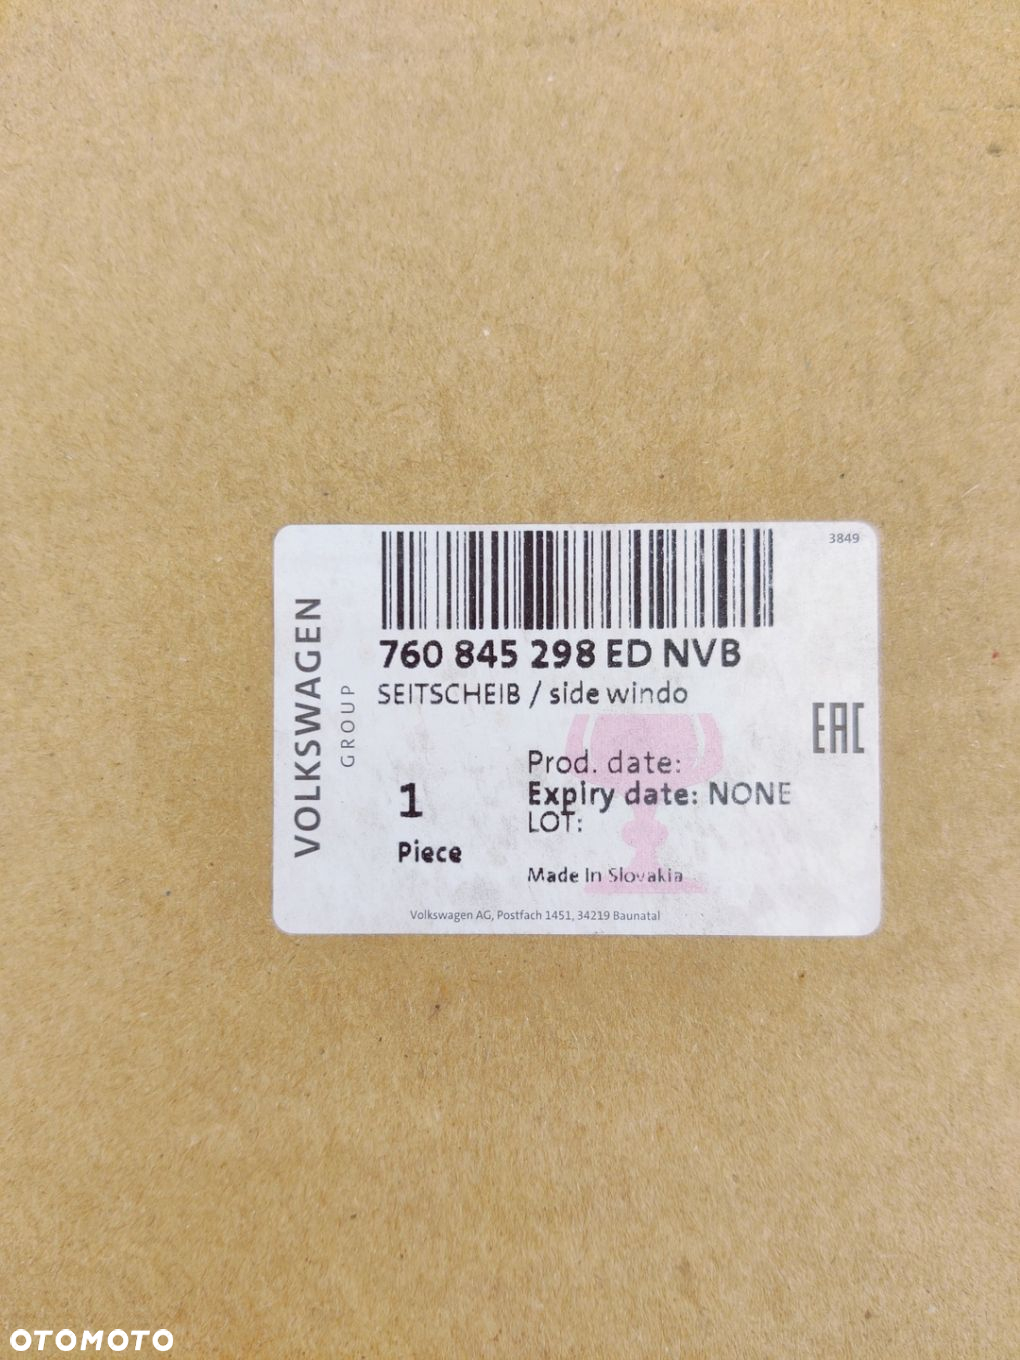 3849
VOLKSWAGEN
GROUP
760 845 298 ED NVB
SEITSCHEIB / side windo
EAC
Prod. date:
Expiry date: NONE
LOT:
1
Piece
Made In Slovakia
Volkswagen AG, Postfach 1451, 34219 Baunatal
OTOMOTO